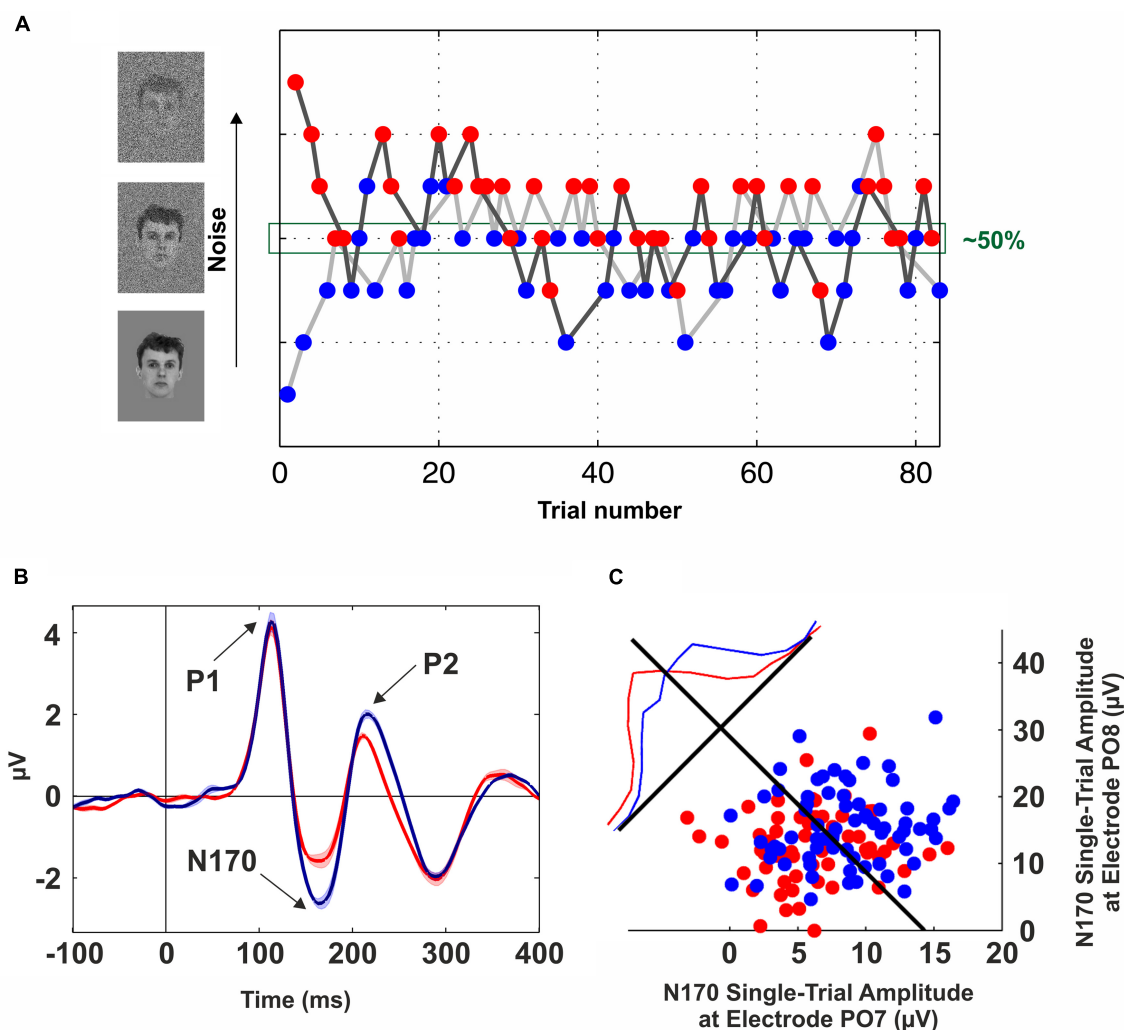 A
Noise
~50%
0 20 40 60 80
Trial number
B
4
2
0
-2
µV
P1
P2
N170
-100 0 100 200 300 400
Time (ms)
C
40
30
20
10
0
N170 Single-Trial Amplitude
at Electrode PO8 (µV)
0 5 10 15 20
N170 Single-Trial Amplitude
at Electrode PO7 (µV)